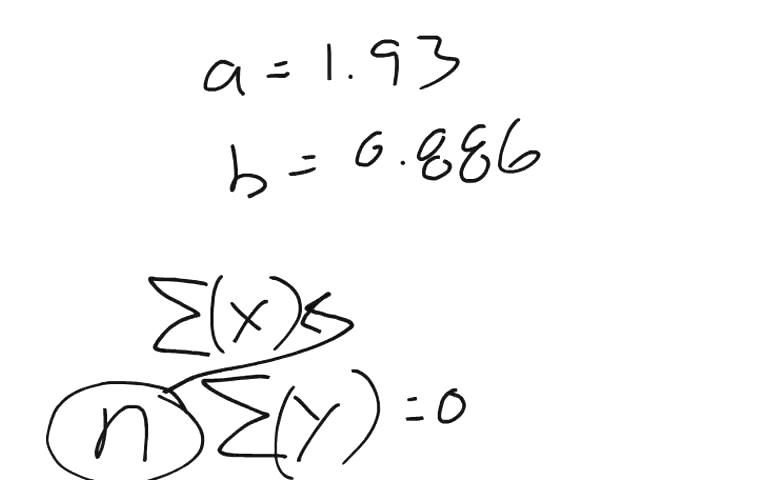 a = 1.93
b = 0.886
Σ(x)
n Σ(y) = 0